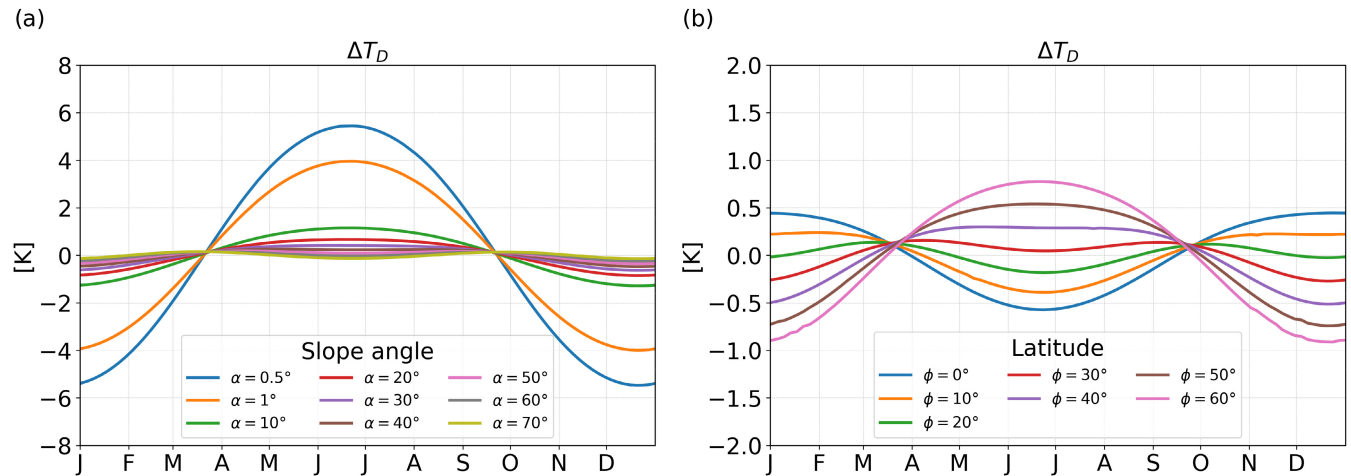 (a)
ΔT_D
[K]
8
6
4
2
0
−2
−4
−6
−8
Slope angle
α = 0.5° α = 20° α = 50°
α = 1° α = 30° α = 60°
α = 10° α = 40° α = 70°
J F M A M J J A S O N D
(b)
ΔT_D
[K]
2.0
1.5
1.0
0.5
0.0
−0.5
−1.0
−1.5
−2.0
Latitude
ϕ = 0° ϕ = 30° ϕ = 50°
ϕ = 10° ϕ = 40° ϕ = 60°
ϕ = 20°
J F M A M J J A S O N D